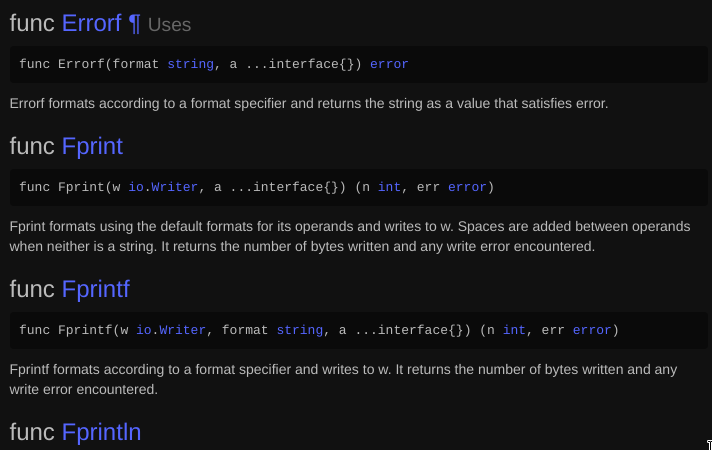 func Errorf ¶ Uses
func Errorf(format string, a ...interface{}) error
Errorf formats according to a format specifier and returns the string as a value that satisfies error.
func Fprint
func Fprint(w io.Writer, a ...interface{}) (n int, err error)
Fprint formats using the default formats for its operands and writes to w. Spaces are added between operands
when neither is a string. It returns the number of bytes written and any write error encountered.
func Fprintf
func Fprintf(w io.Writer, format string, a ...interface{}) (n int, err error)
Fprintf formats according to a format specifier and writes to w. It returns the number of bytes written and any
write error encountered.
func Fprintln